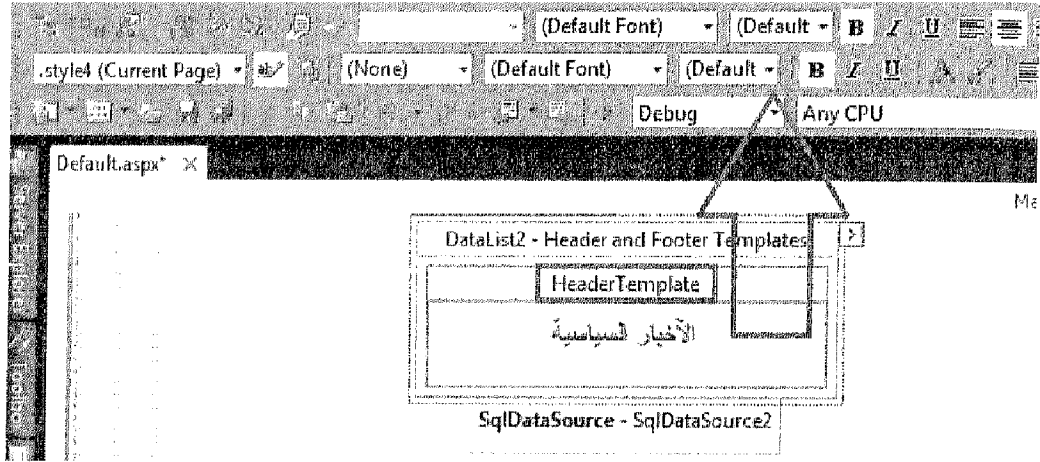 (Default Font) (Default B I U
.style4 (Current Page) (None) (Default Font) (Default B I U
Debug Any CPU
Default.aspx* ×
Ma
DataList2 - Header and Footer Templates >
HeaderTemplate
الآخبار السياسية
SqlDataSource - SqlDataSource2